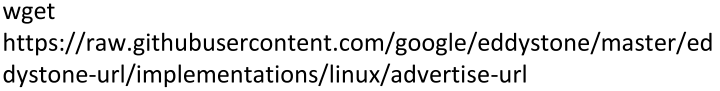 wget
https://raw.githubusercontent.com/google/eddystone/master/ed
dystone-url/implementations/linux/advertise-url